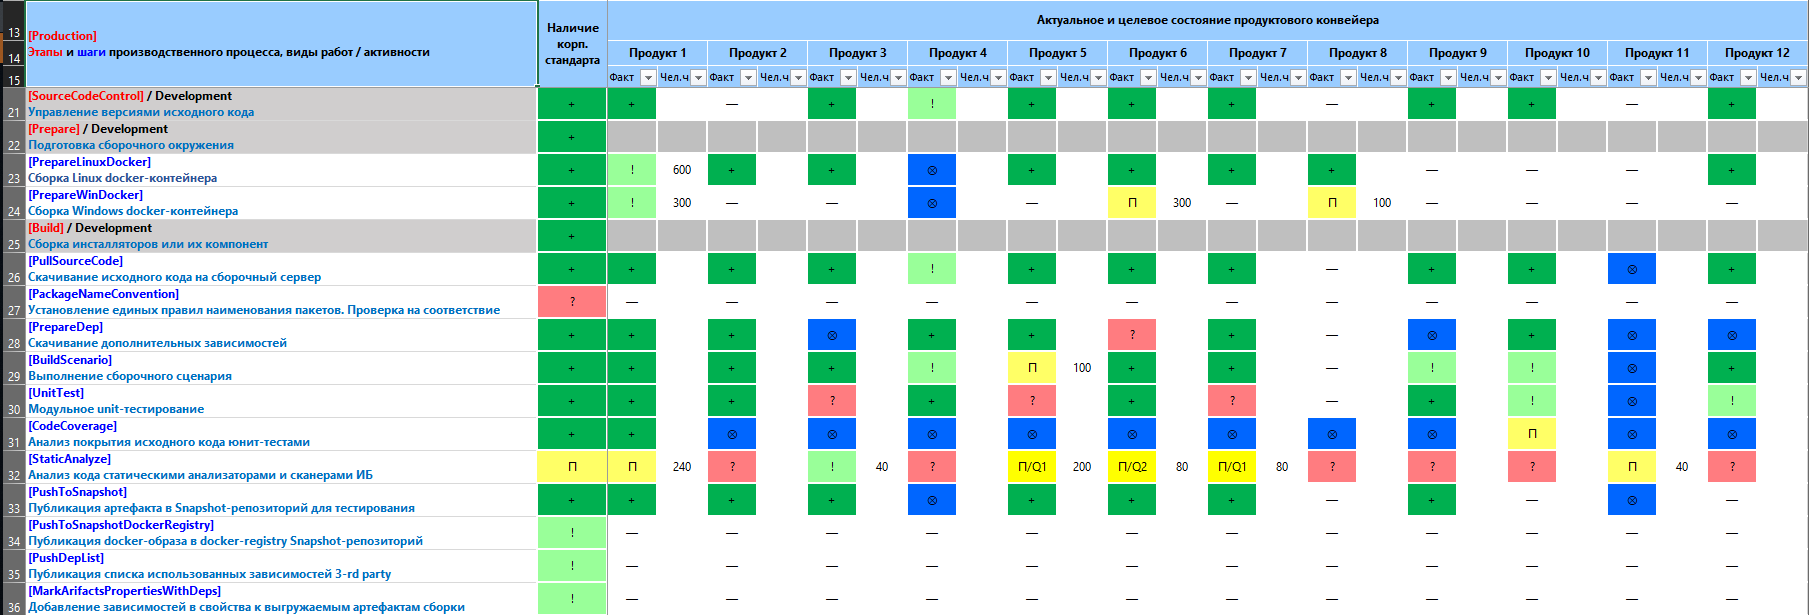 13
14
15
[Production]
Этапы и шаги производственного процесса, виды работ / активности
Наличие корп. стандарта
Актуальное и целевое состояние продуктового конвейера
Продукт 1 Продукт 2 Продукт 3 Продукт 4 Продукт 5 Продукт 6 Продукт 7 Продукт 8 Продукт 9 Продукт 10 Продукт 11 Продукт 12
Факт Чел.ч Факт Чел.ч Факт Чел.ч Факт Чел.ч Факт Чел.ч Факт Чел.ч Факт Чел.ч Факт Чел.ч Факт Чел.ч Факт Чел.ч Факт Чел.ч Факт Чел.ч
[SourceCodeControl] / Development
21 Управление версиями исходного кода + + — + ! + + + — + + — +
[Prepare] / Development
22 Подготовка сборочного окружения +
[PrepareLinuxDocker]
23 Сборка Linux docker-контейнера + ! 600 + + ⊗ + + + + — — — +
[PrepareWinDocker]
24 Сборка Windows docker-контейнера + ! 300 — — ⊗ — П 300 — П 100 — — — —
[Build] / Development
25 Сборка инсталляторов или их компонент +
[PullSourceCode]
26 Скачивание исходного кода на сборочный сервер + + + + ! + + + — + + ⊗ +
[PackageNameConvention]
27 Установление единых правил наименования пакетов. Проверка на соответствие ? — — — — — — — — — — — —
[PrepareDep]
28 Скачивание дополнительных зависимостей + + + ⊗ + + ? + — ⊗ + ⊗ ⊗
[BuildScenario]
29 Выполнение сборочного сценария + + + + ! П 100 + + — ! ! ⊗ +
[UnitTest]
30 Модульное unit-тестирование + + + ? + ? + ? — + ! ⊗ !
[CodeCoverage]
31 Анализ покрытия исходного кода юнит-тестами + + ⊗ ⊗ ⊗ ⊗ ⊗ ⊗ ⊗ ⊗ П ⊗ ⊗
[StaticAnalyze]
32 Анализ кода статическими анализаторами и сканерами ИБ П П 240 ? ! 40 ? П/Q1 200 П/Q2 80 П/Q1 80 ? ? ? П 40 ?
[PushToSnapshot]
33 Публикация артефакта в Snapshot-репозиторий для тестирования + + + + ⊗ + + + — + — ⊗ —
[PushToSnapshotDockerRegistry]
34 Публикация docker-образа в docker-registry Snapshot-репозиторий ! — — — — — — — — — — — —
[PushDepList]
35 Публикация списка использованных зависимостей 3-rd party ! — — — — — — — — — — — —
[MarkArifactsPropertiesWithDeps]
36 Добавление зависимостей в свойства к выгружаемым артефактам сборки ! — — — — — — — — — — — —